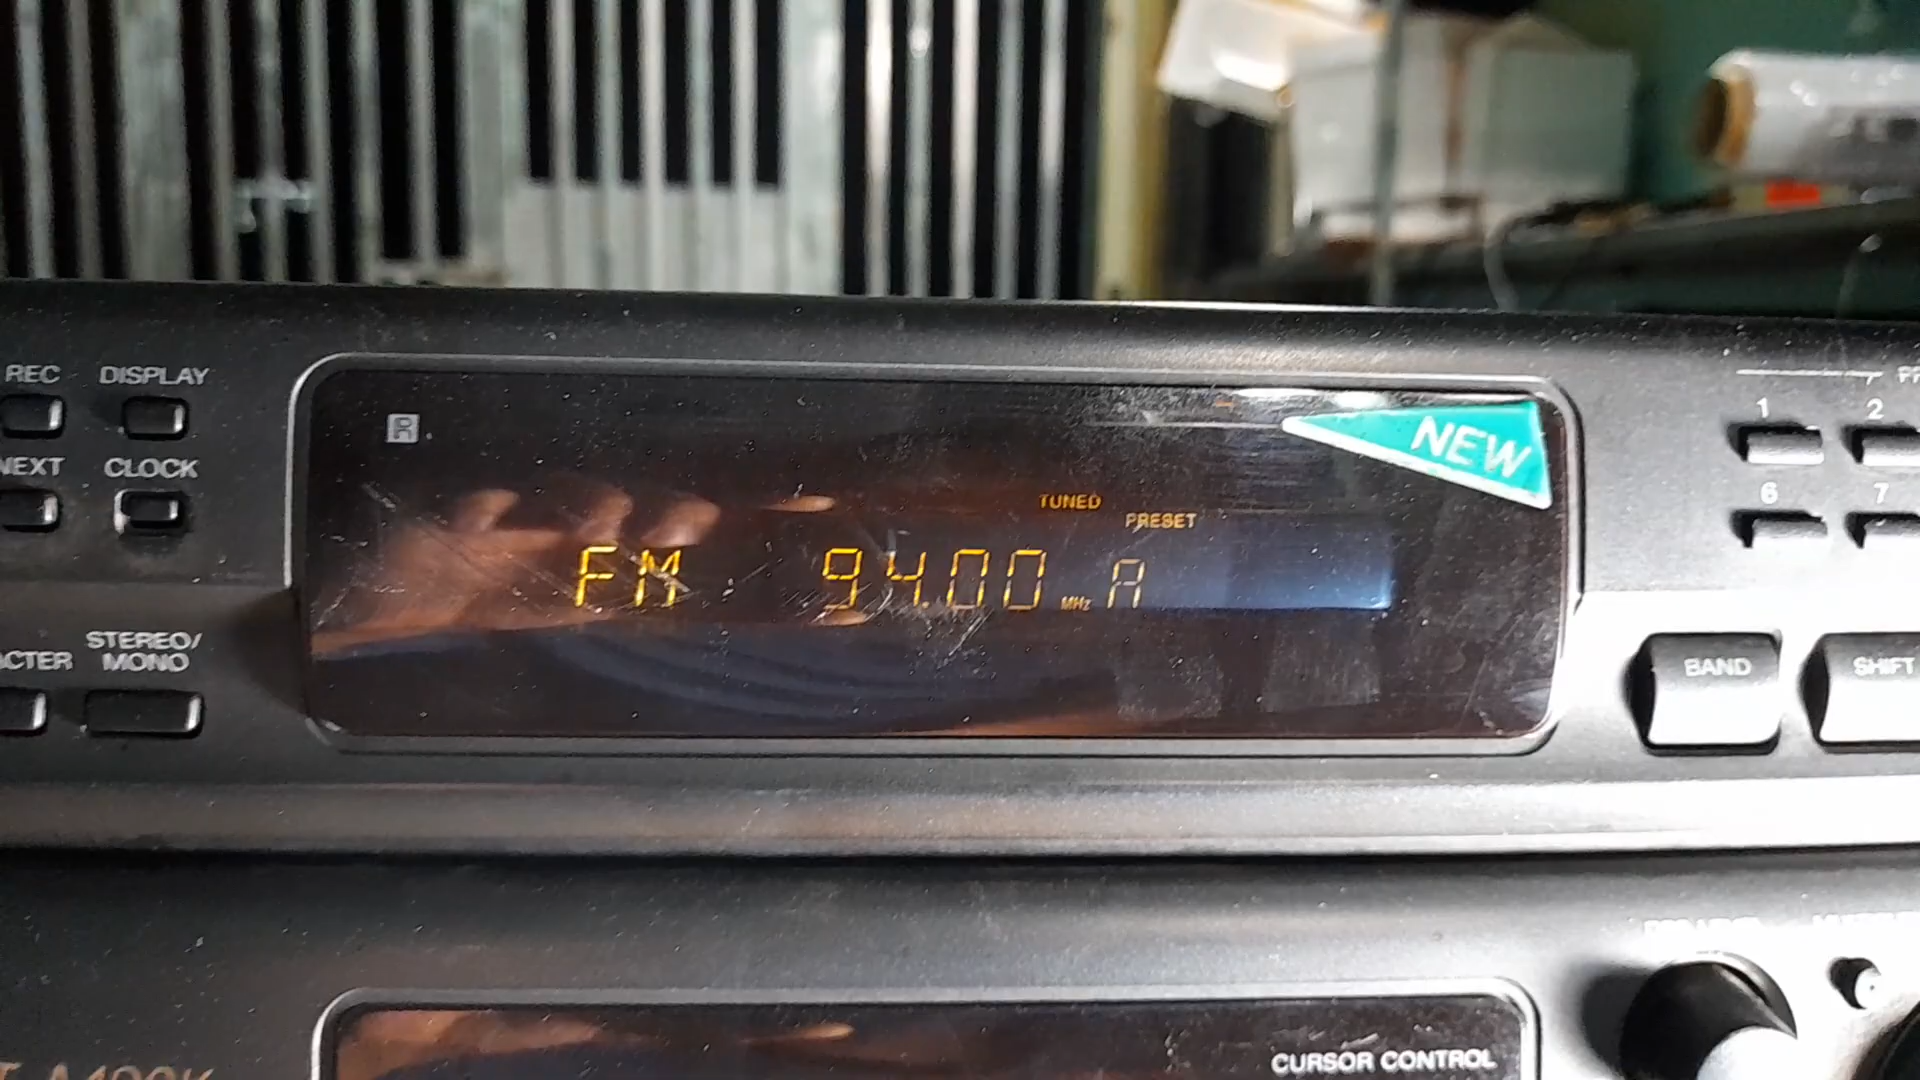 REC
DISPLAY
NEXT
CLOCK
STEREO/
MONO
NEW
TUNED
PRESET
FM 94.00 MHz A
1
2
6
7
BAND
SHIFT
CURSOR CONTROL